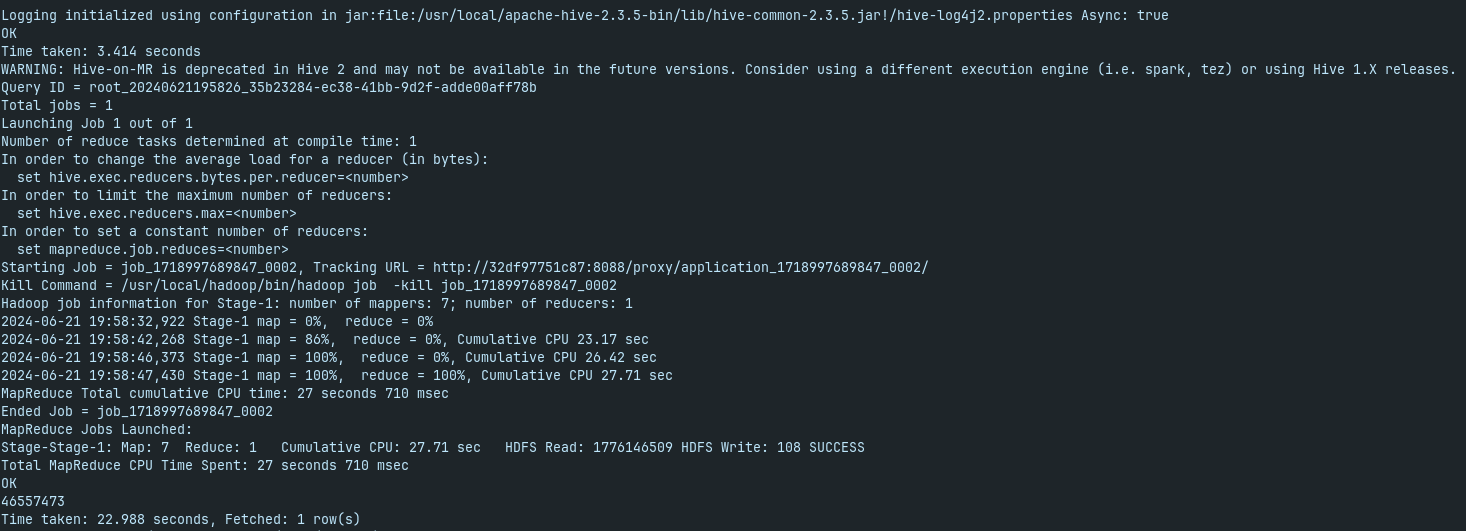 Logging initialized using configuration in jar:file:/usr/local/apache-hive-2.3.5-bin/lib/hive-common-2.3.5.jar!/hive-log4j2.properties Async: true
OK
Time taken: 3.414 seconds
WARNING: Hive-on-MR is deprecated in Hive 2 and may not be available in the future versions. Consider using a different execution engine (i.e. spark, tez) or using Hive 1.X releases.
Query ID = root_20240621195826_35b23284-ec38-41bb-9d2f-adde00aff78b
Total jobs = 1
Launching Job 1 out of 1
Number of reduce tasks determined at compile time: 1
In order to change the average load for a reducer (in bytes):
  set hive.exec.reducers.bytes.per.reducer=<number>
In order to limit the maximum number of reducers:
  set hive.exec.reducers.max=<number>
In order to set a constant number of reducers:
  set mapreduce.job.reduces=<number>
Starting Job = job_1718997689847_0002, Tracking URL = http://32df97751c87:8088/proxy/application_1718997689847_0002/
Kill Command = /usr/local/hadoop/bin/hadoop job  -kill job_1718997689847_0002
Hadoop job information for Stage-1: number of mappers: 7; number of reducers: 1
2024-06-21 19:58:32,922 Stage-1 map = 0%,  reduce = 0%
2024-06-21 19:58:42,268 Stage-1 map = 86%,  reduce = 0%, Cumulative CPU 23.17 sec
2024-06-21 19:58:46,373 Stage-1 map = 100%,  reduce = 0%, Cumulative CPU 26.42 sec
2024-06-21 19:58:47,430 Stage-1 map = 100%,  reduce = 100%, Cumulative CPU 27.71 sec
MapReduce Total cumulative CPU time: 27 seconds 710 msec
Ended Job = job_1718997689847_0002
MapReduce Jobs Launched:
Stage-Stage-1: Map: 7  Reduce: 1   Cumulative CPU: 27.71 sec   HDFS Read: 1776146509 HDFS Write: 108 SUCCESS
Total MapReduce CPU Time Spent: 27 seconds 710 msec
OK
46557473
Time taken: 22.988 seconds, Fetched: 1 row(s)